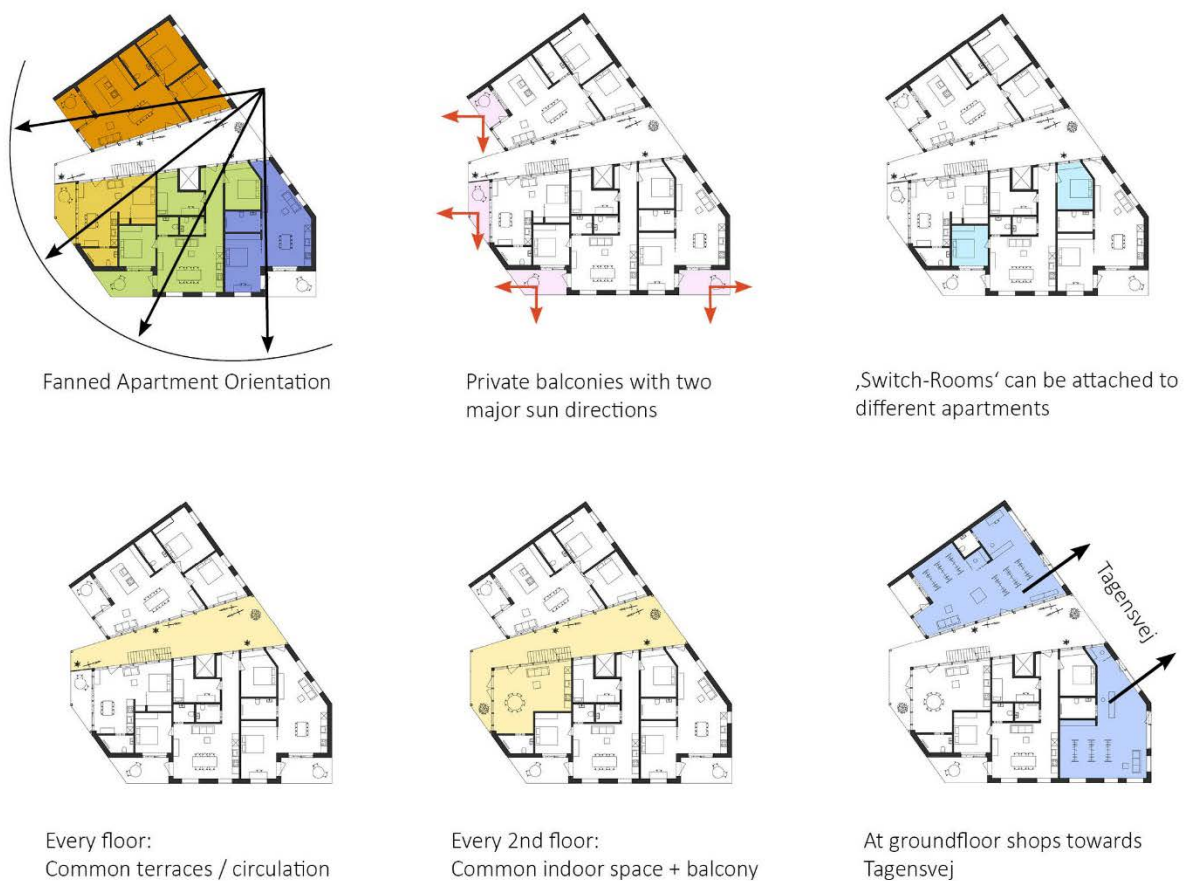 Fanned Apartment Orientation
Private balconies with two
major sun directions
‚Switch-Rooms‘ can be attached to
different apartments
Tagensvej
Every floor:
Common terraces / circulation
Every 2nd floor:
Common indoor space + balcony
At groundfloor shops towards
Tagensvej